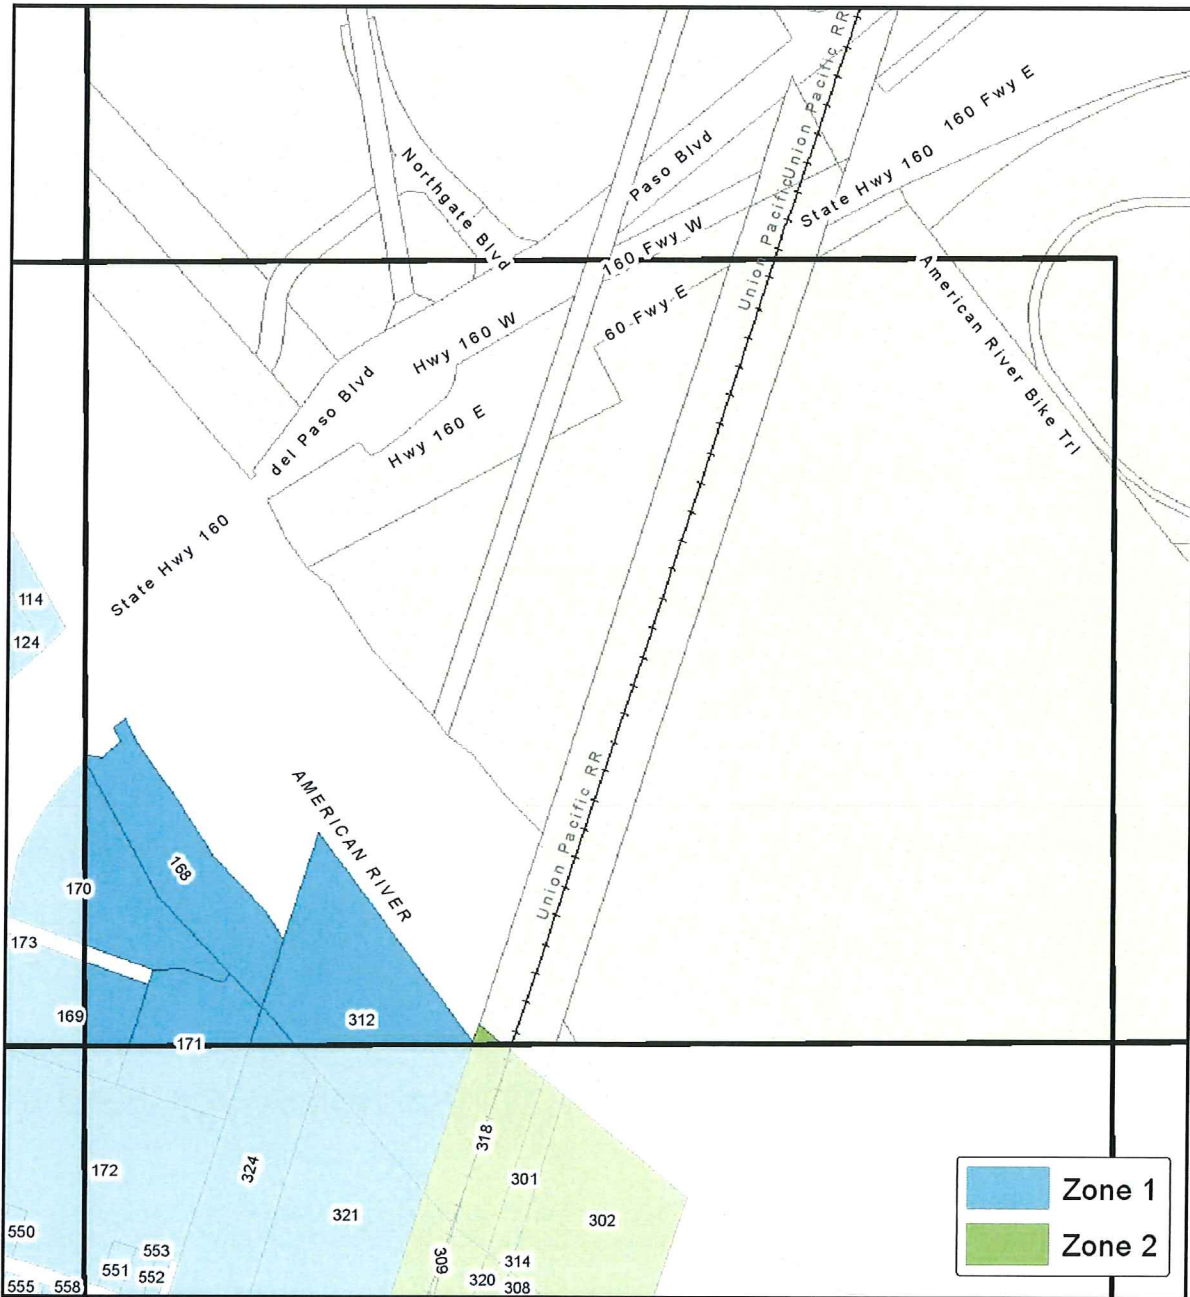 Union Pacific RR
160 Fwy E
Paso Blvd
Northgate Blvd
State Hwy 160
160 Fwy W
Union Pacific
American River Bike Trl
60 Fwy E
Hwy 160 W
del Paso Blvd
Hwy 160 E
State Hwy 160
114
124
AMERICAN RIVER
Union Pacific RR
168
170
173
169
312
171
318
172
324
301
321
302
550
553
551
552
309
314
320
308
555
558
Zone 1
Zone 2